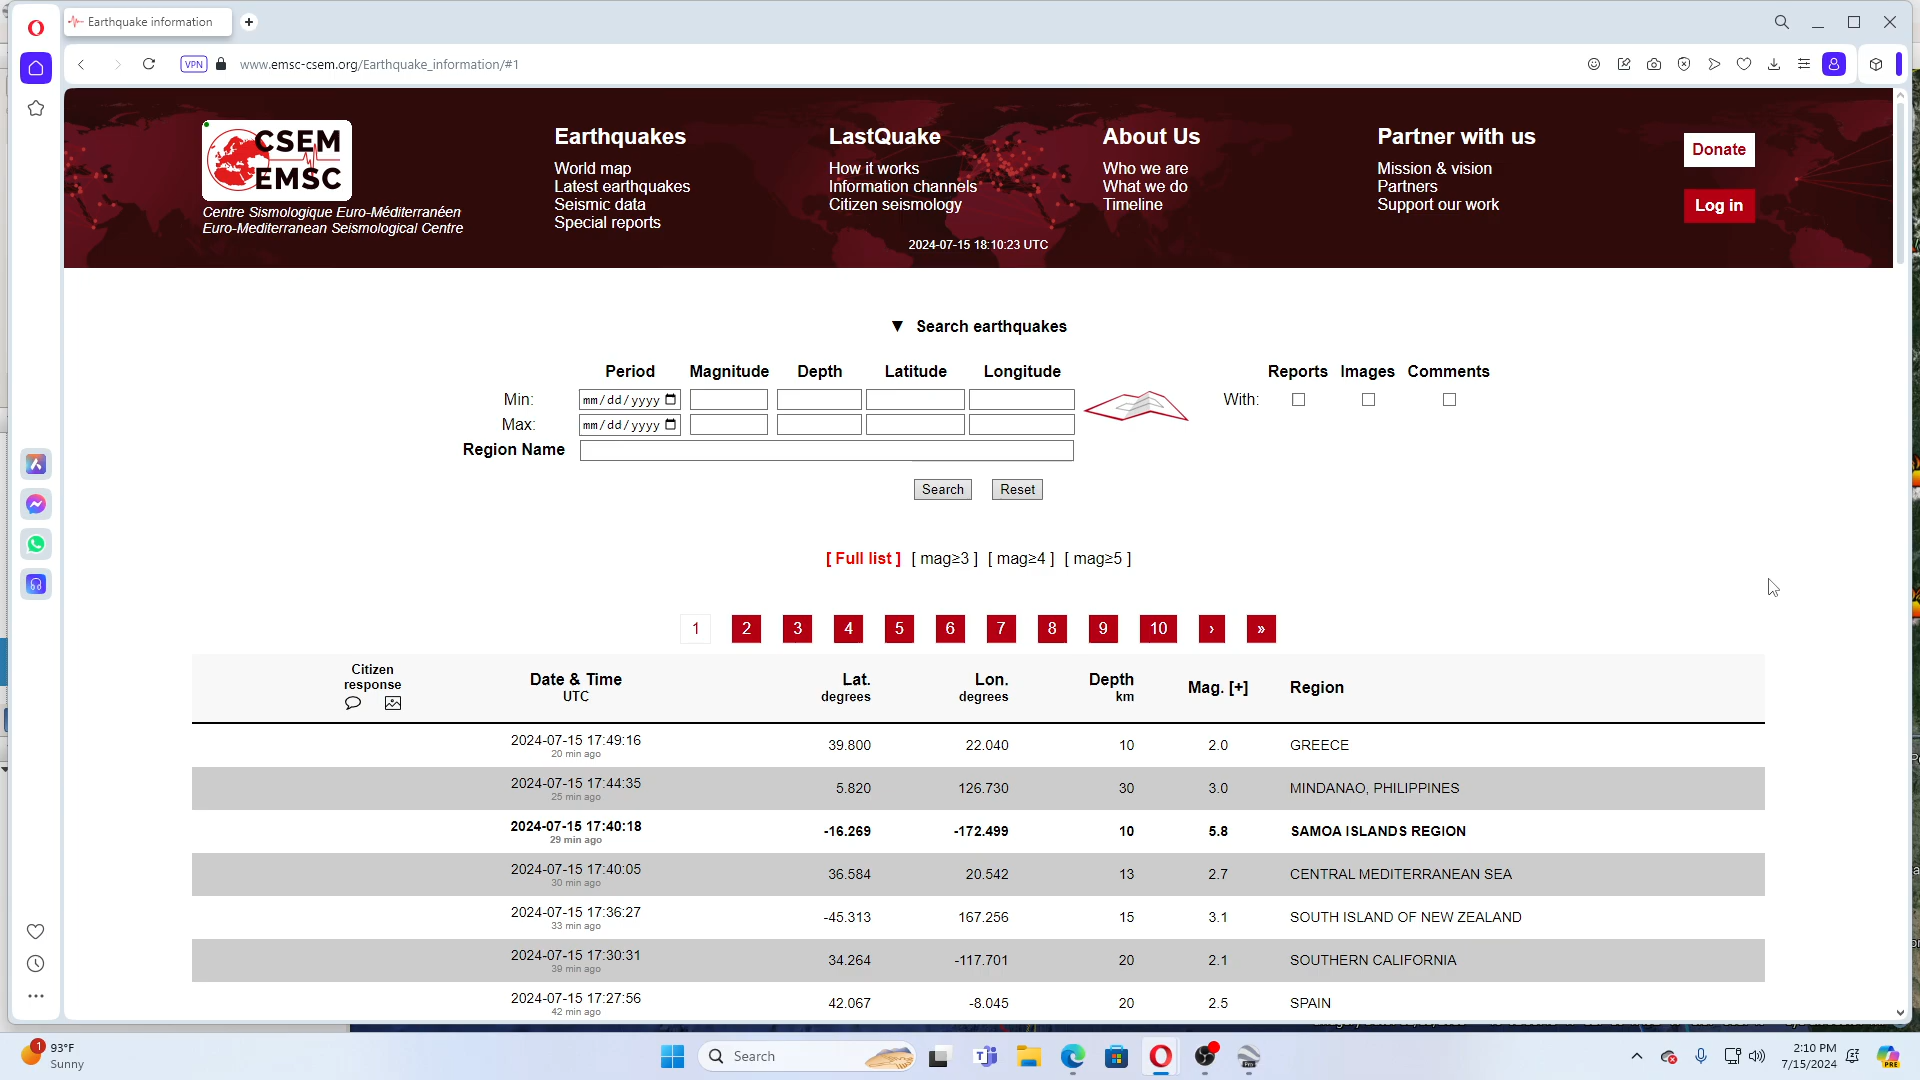 Earthquake information
VPN
www.emsc-csem.org/Earthquake_information/#1
CSEM
EMSC
Centre Sismologique Euro-Méditerranéen
Euro-Mediterranean Seismological Centre
Earthquakes
World map
Latest earthquakes
Seismic data
Special reports
LastQuake
How it works
Information channels
Citizen seismology
About Us
Who we are
What we do
Timeline
Partner with us
Mission & vision
Partners
Support our work
Donate
Log in
2024-07-15 18:10:23 UTC
▼ Search earthquakes
Period Magnitude Depth Latitude Longitude Reports Images Comments
Min: mm/dd/yyyy With:
Max: mm/dd/yyyy
Region Name
Search Reset
[ Full list ] [ mag≥3 ] [ mag≥4 ] [ mag≥5 ]
1 2 3 4 5 6 7 8 9 10 › »
Citizen
response
Date & Time
UTC
Lat.
degrees
Lon.
degrees
Depth
km
Mag. [+]
Region
2024-07-15 17:49:16 39.800 22.040 10 2.0 GREECE
20 min ago
2024-07-15 17:44:35 5.820 126.730 30 3.0 MINDANAO, PHILIPPINES
25 min ago
2024-07-15 17:40:18 -16.269 -172.499 10 5.8 SAMOA ISLANDS REGION
29 min ago
2024-07-15 17:40:05 36.584 20.542 13 2.7 CENTRAL MEDITERRANEAN SEA
30 min ago
2024-07-15 17:36:27 -45.313 167.256 15 3.1 SOUTH ISLAND OF NEW ZEALAND
33 min ago
2024-07-15 17:30:31 34.264 -117.701 20 2.1 SOUTHERN CALIFORNIA
39 min ago
2024-07-15 17:27:56 42.067 -8.045 20 2.5 SPAIN
42 min ago
1
93°F
Sunny
Search
2:10 PM
7/15/2024
PRE